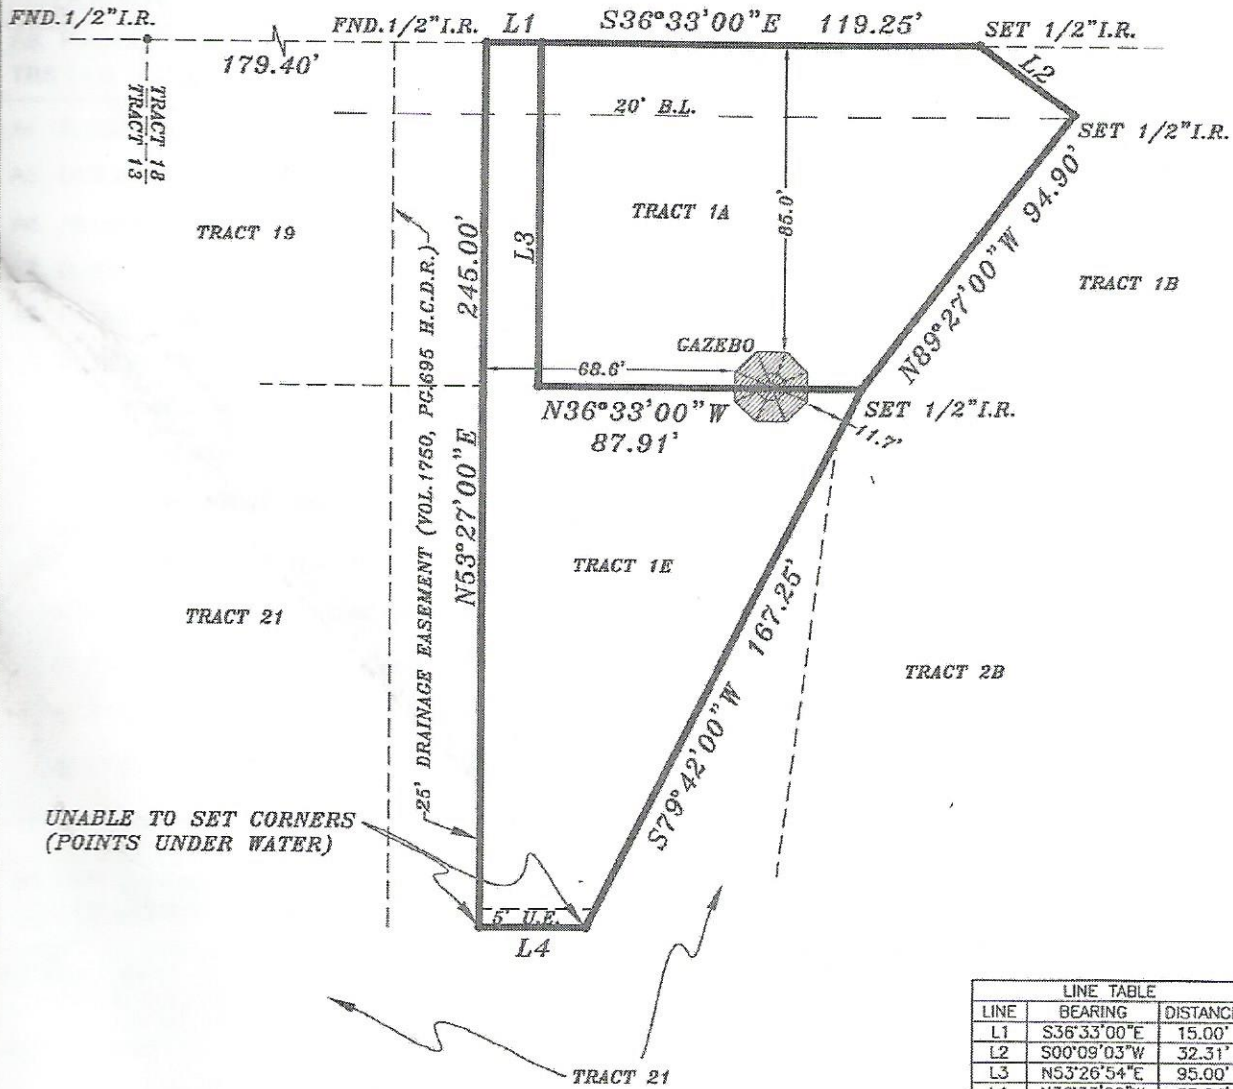 FND.1/2"I.R.
FND.1/2"I.R.
L1
S36°33'00"E 119.25'
SET 1/2"I.R.
179.40'
L2
TRACT 18
TRACT 13
20' B.L.
SET 1/2"I.R.
TRACT 19
TRACT 1A
85.0'
N89°27'00"W 94.90'
TRACT 1B
L3
245.00'
N53°27'00"E
25' DRAINAGE EASEMENT (VOL.1750, PG.695 H.C.D.R.)
GAZEBO
68.6'
N36°33'00"W
87.91'
SET 1/2"I.R.
11.7'
TRACT 1E
TRACT 21
S79°42'00"W 167.25'
TRACT 2B
UNABLE TO SET CORNERS
(POINTS UNDER WATER)
5' U.E.
L4
TRACT 21
LINE TABLE
LINE BEARING DISTANCE
L1 S36°33'00"E 15.00'
L2 S00°09'03"W 32.31'
L3 N53°26'54"E 95.00'